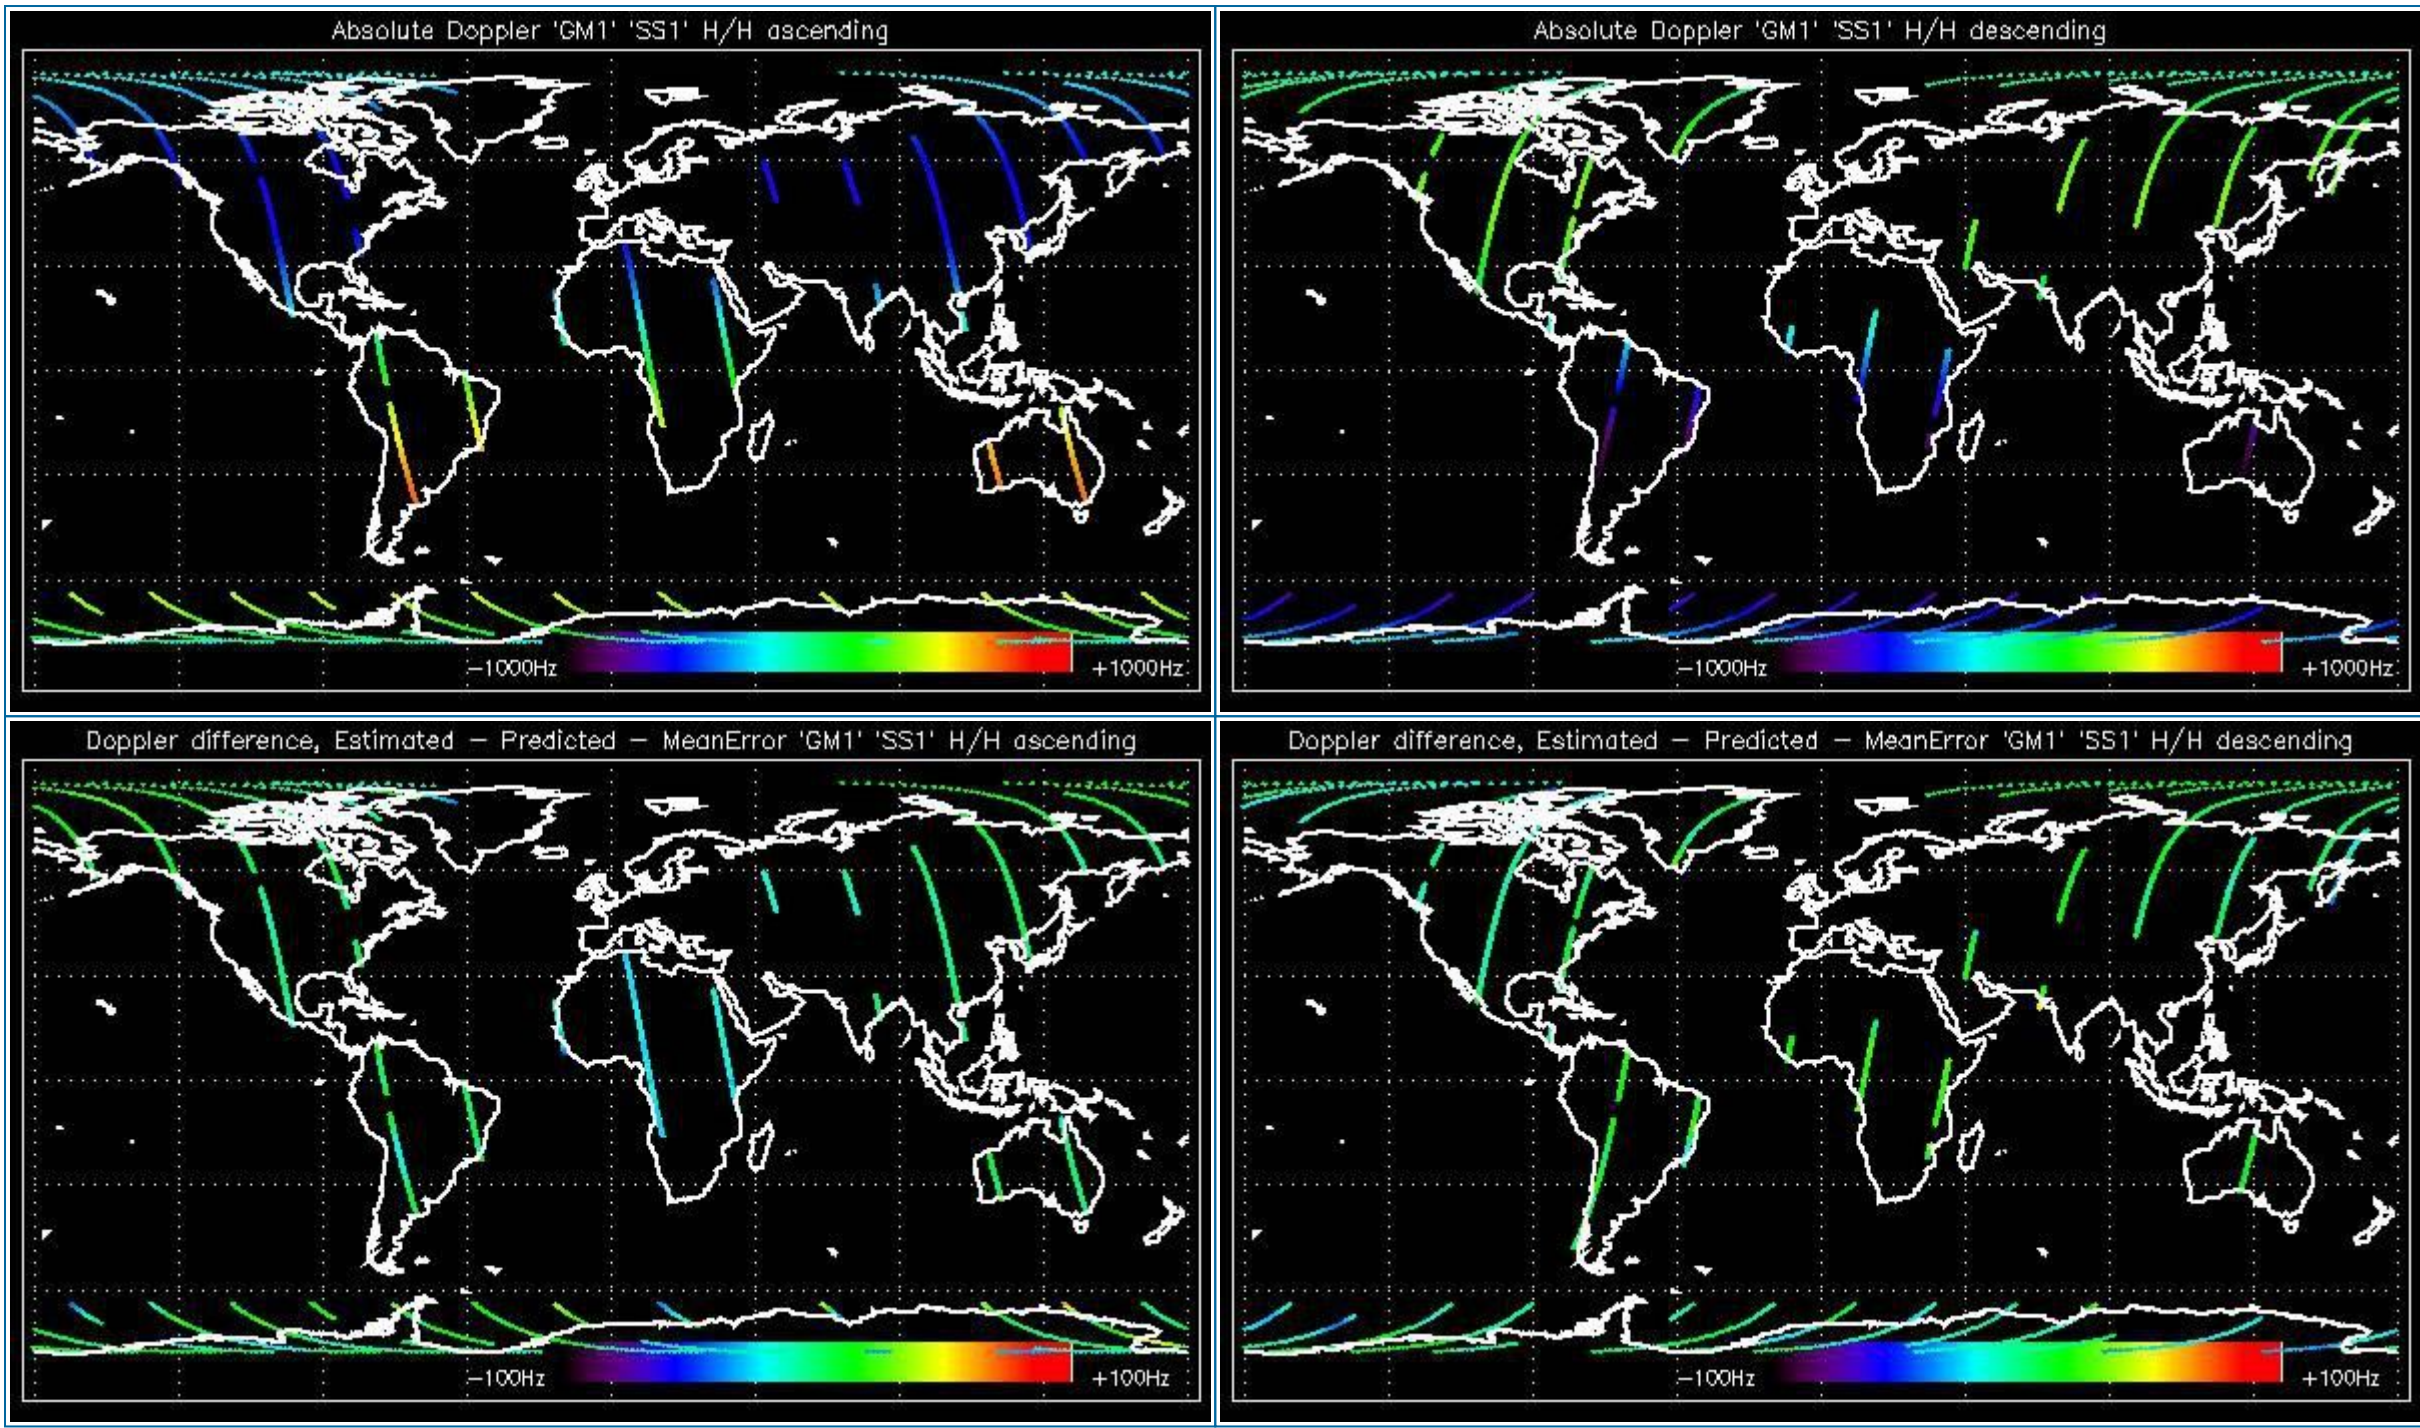 Absolute Doppler 'GM1' 'SS1' H/H ascending
-1000Hz
+1000Hz
Absolute Doppler 'GM1' 'SS1' H/H descending
-1000Hz
+1000Hz
Doppler difference, Estimated - Predicted - MeanError 'GM1' 'SS1' H/H ascending
-100Hz
+100Hz
Doppler difference, Estimated - Predicted - MeanError 'GM1' 'SS1' H/H descending
-100Hz
+100Hz